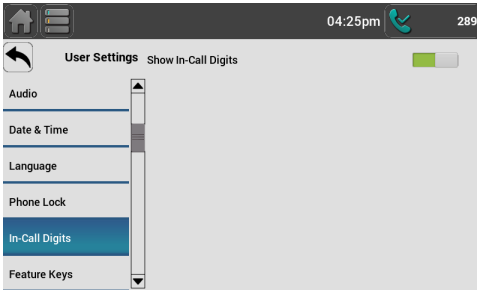 04:25pm
289
User Settings
Show In-Call Digits
Audio
Date & Time
Language
Phone Lock
In-Call Digits
Feature Keys